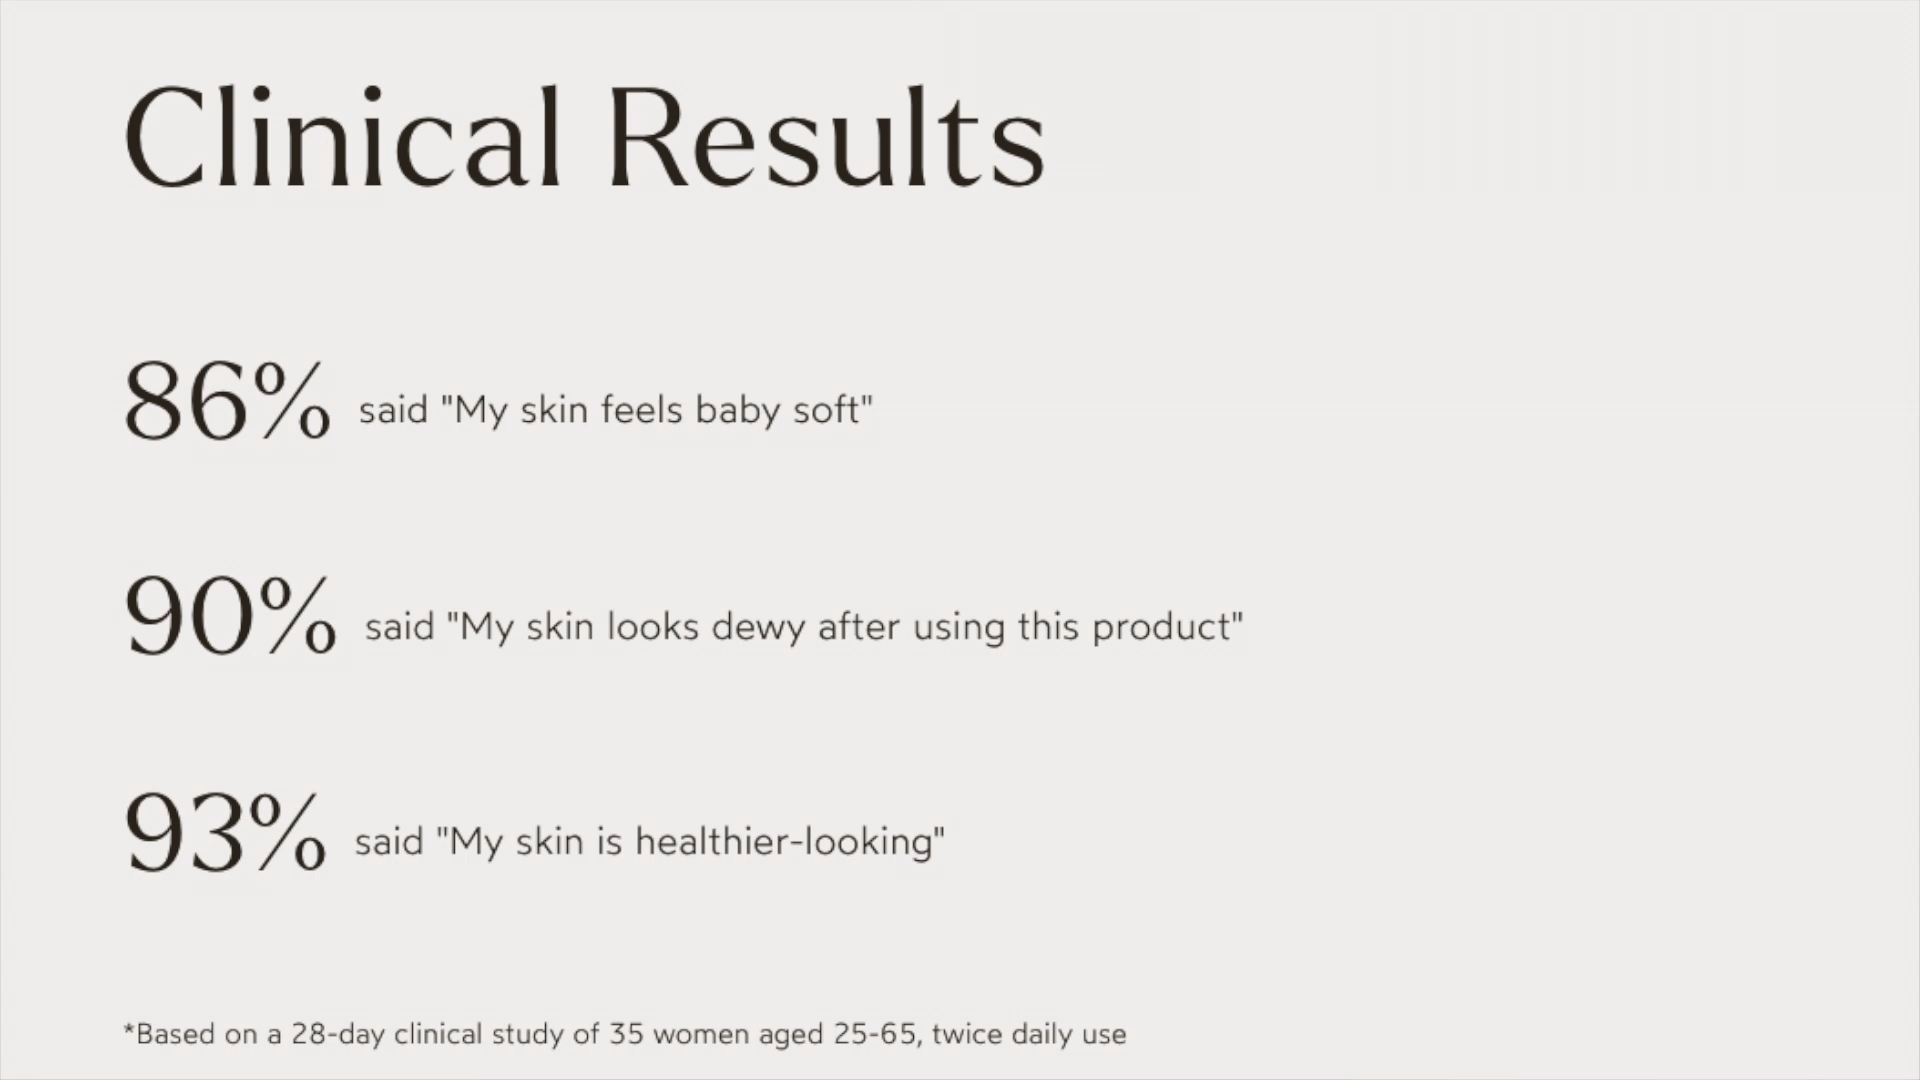 Clinical Results
86% said "My skin feels baby soft"
90% said "My skin looks dewy after using this product"
93% said "My skin is healthier-looking"
*Based on a 28-day clinical study of 35 women aged 25-65, twice daily use